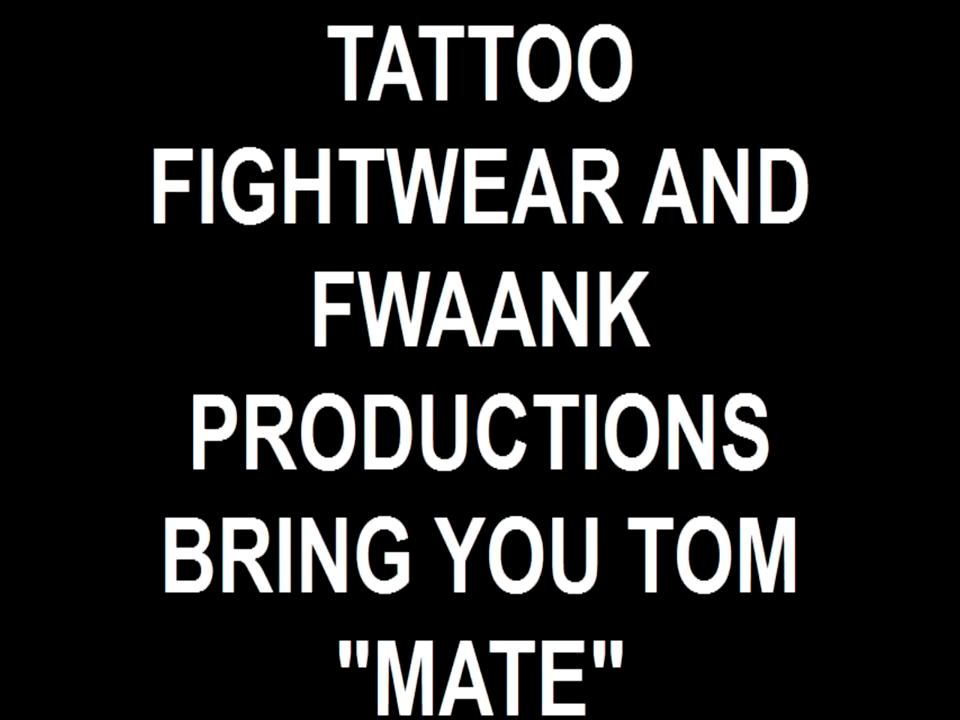 TATTOO
FIGHTWEAR AND
FWAANK
PRODUCTIONS
BRING YOU TOM
"MATE"